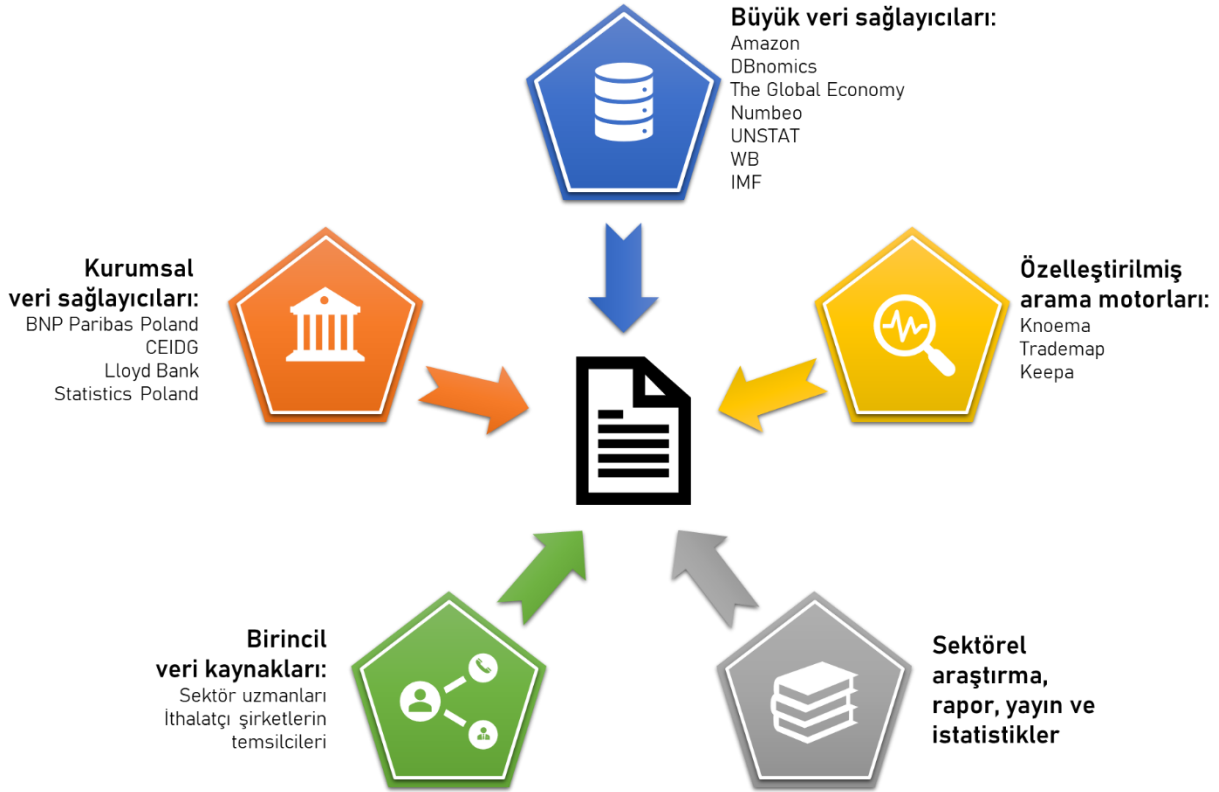 Büyük veri sağlayıcıları:
Amazon
DBnomics
The Global Economy
Numbeo
UNSTAT
WB
IMF
Kurumsal
veri sağlayıcıları:
BNP Paribas Poland
CEIDG
Lloyd Bank
Statistics Poland
Özelleştirilmiş
arama motorları:
Knoema
Trademap
Keepa
Birincil
veri kaynakları:
Sektör uzmanları
İthalatçı şirketlerin
temsilcileri
Sektörel
araştırma,
rapor, yayın ve
istatistikler